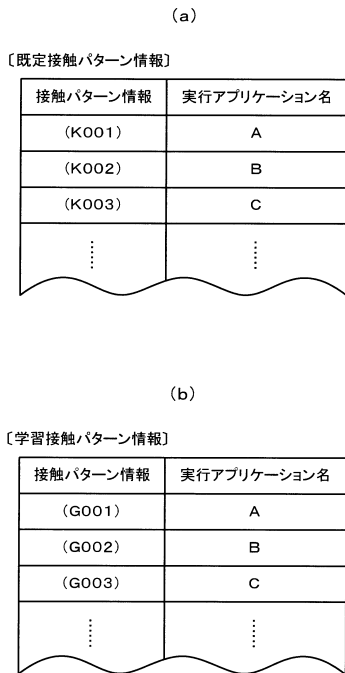 (a)
〔既定接触パターン情報〕
接触パターン情報 実行アプリケーション名
(K001) A
(K002) B
(K003) C
(b)
〔学習接触パターン情報〕
接触パターン情報 実行アプリケーション名
(G001) A
(G002) B
(G003) C